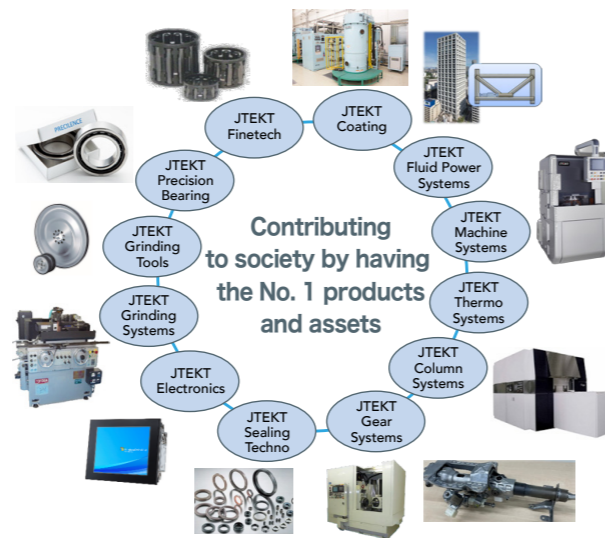 PRECILENCE
JTEKT
Finetech
JTEKT
Coating
JTEKT
Precision
Bearing
JTEKT
Fluid Power
Systems
JTEKT
Grinding
Tools
JTEKT
Machine
Systems
Contributing
to society by having
the No. 1 products
and assets
JTEKT
Grinding
Systems
JTEKT
Thermo
Systems
JTEKT
Electronics
JTEKT
Column
Systems
JTEKT
Sealing
Techno
JTEKT
Gear
Systems